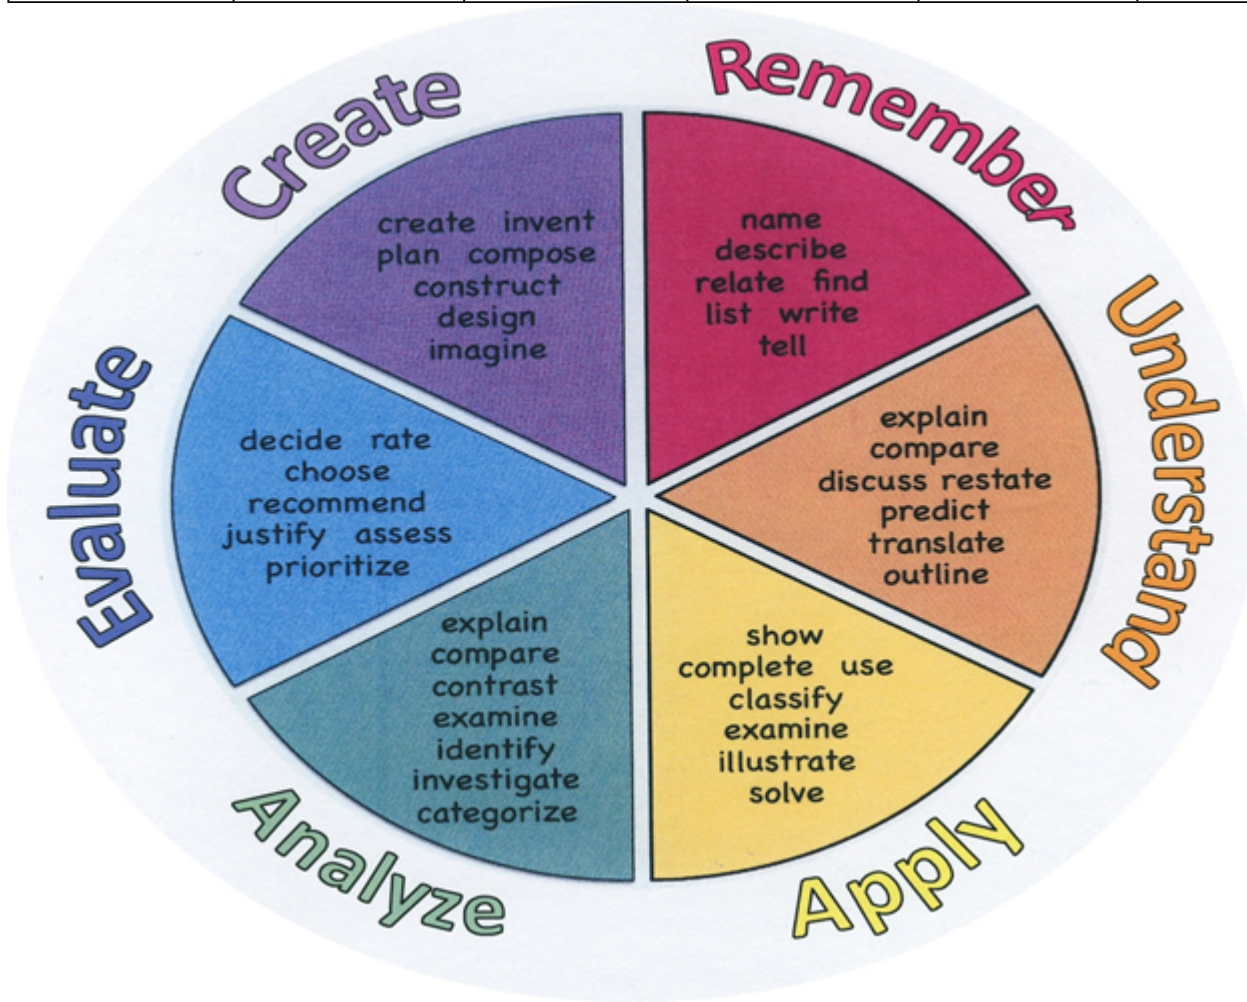 Remember
name
describe
relate find
list write
tell
Understand
explain
compare
discuss restate
predict
translate
outline
Apply
show
complete use
classify
examine
illustrate
solve
Analyze
explain
compare
contrast
examine
identify
investigate
categorize
Evaluate
decide rate
choose
recommend
justify assess
prioritize
Create
create invent
plan compose
construct
design
imagine